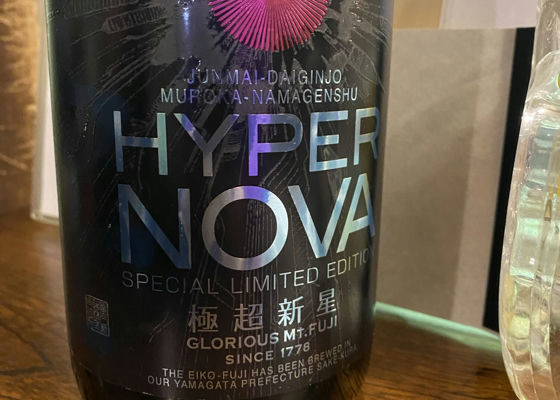 JUNMAI-DAIGINJO
MUROKA-NAMAGENSHU
HYPER
NOVA
SPECIAL LIMITED EDITION
極超新星
GLORIOUS MT.FUJI
SINCE 1778
THE EIKO-FUJI HAS BEEN BREWED IN
OUR YAMAGATA PREFECTURE SAKE-KURA